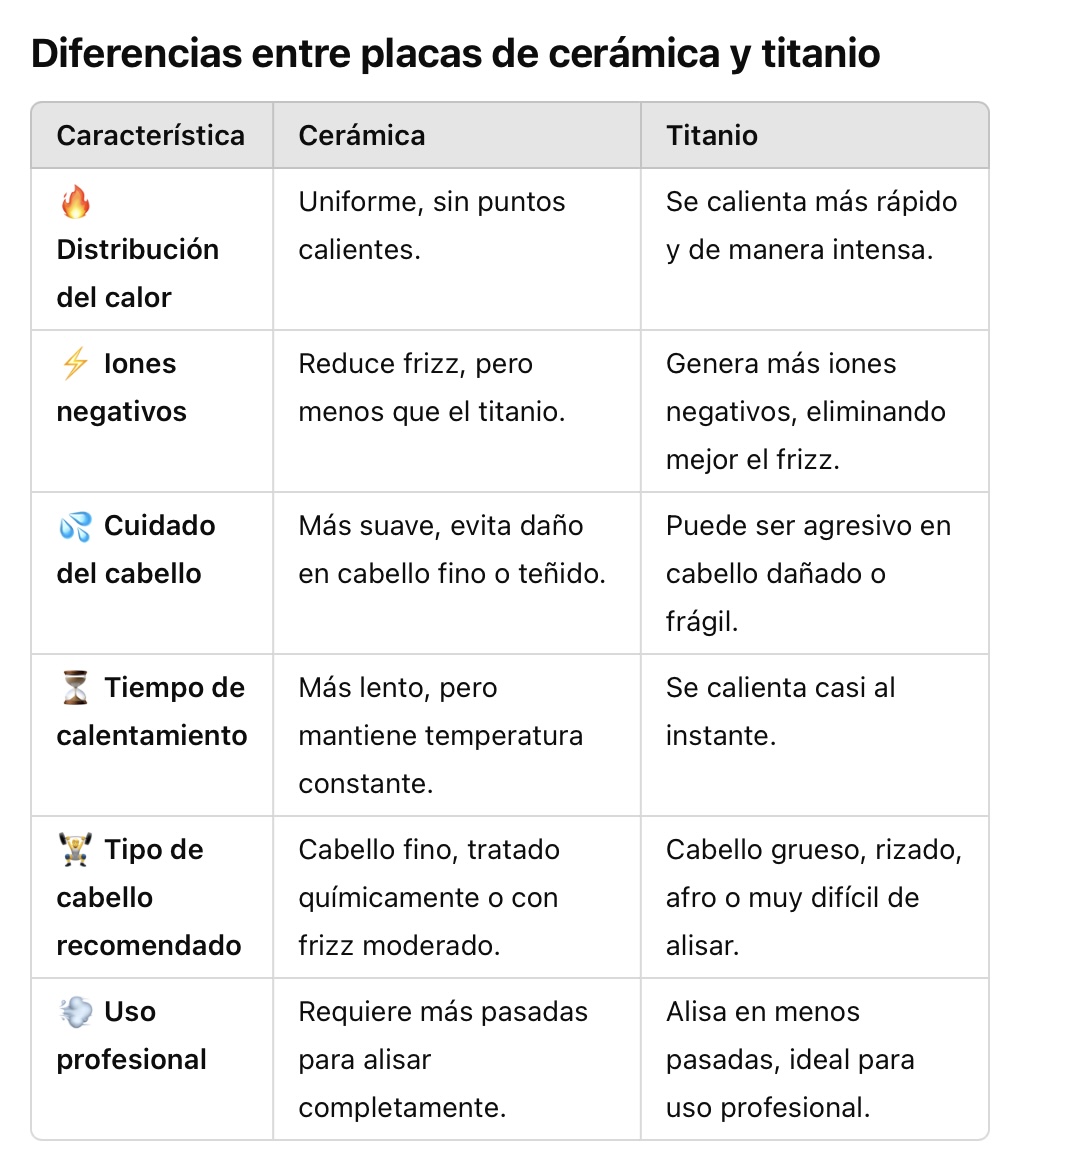 Diferencias entre placas de cerámica y titanio
Característica
Cerámica
Titanio
🔥
Distribución
del calor
Uniforme, sin puntos
calientes.
Se calienta más rápido
y de manera intensa.
⚡ Iones
negativos
Reduce frizz, pero
menos que el titanio.
Genera más iones
negativos, eliminando
mejor el frizz.
💦 Cuidado
del cabello
Más suave, evita daño
en cabello fino o teñido.
Puede ser agresivo en
cabello dañado o
frágil.
⏳ Tiempo de
calentamiento
Más lento, pero
mantiene temperatura
constante.
Se calienta casi al
instante.
🏋️ Tipo de
cabello
recomendado
Cabello fino, tratado
químicamente o con
frizz moderado.
Cabello grueso, rizado,
afro o muy difícil de
alisar.
💨 Uso
profesional
Requiere más pasadas
para alisar
completamente.
Alisa en menos
pasadas, ideal para
uso profesional.